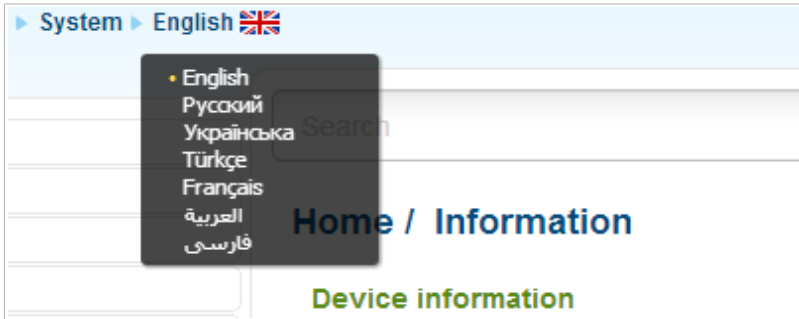 System English
English
Русский
Українська
Türkçe
Français
العربية
فارسی
Search
Home / Information
Device information